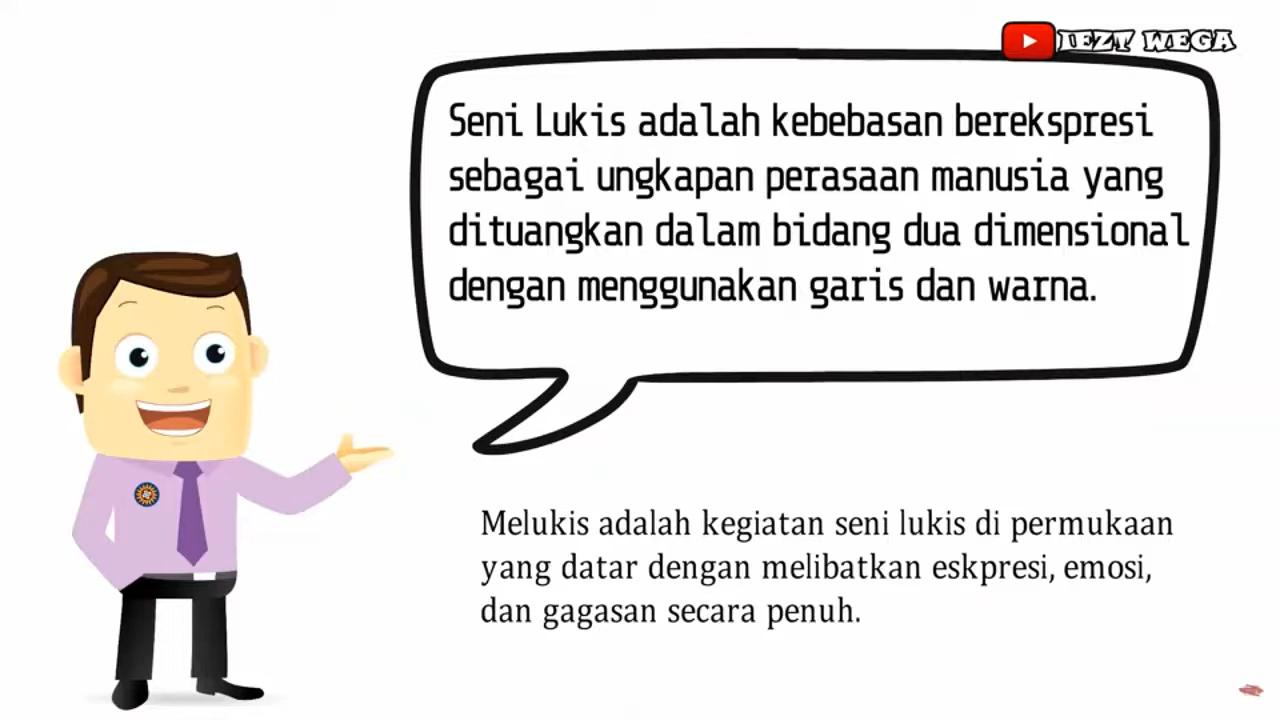 IEZT WEGA
Seni Lukis adalah kebebasan berekspresi
sebagai ungkapan perasaan manusia yang
dituangkan dalam bidang dua dimensional
dengan menggunakan garis dan warna.
Melukis adalah kegiatan seni lukis di permukaan
yang datar dengan melibatkan eskpresi, emosi,
dan gagasan secara penuh.